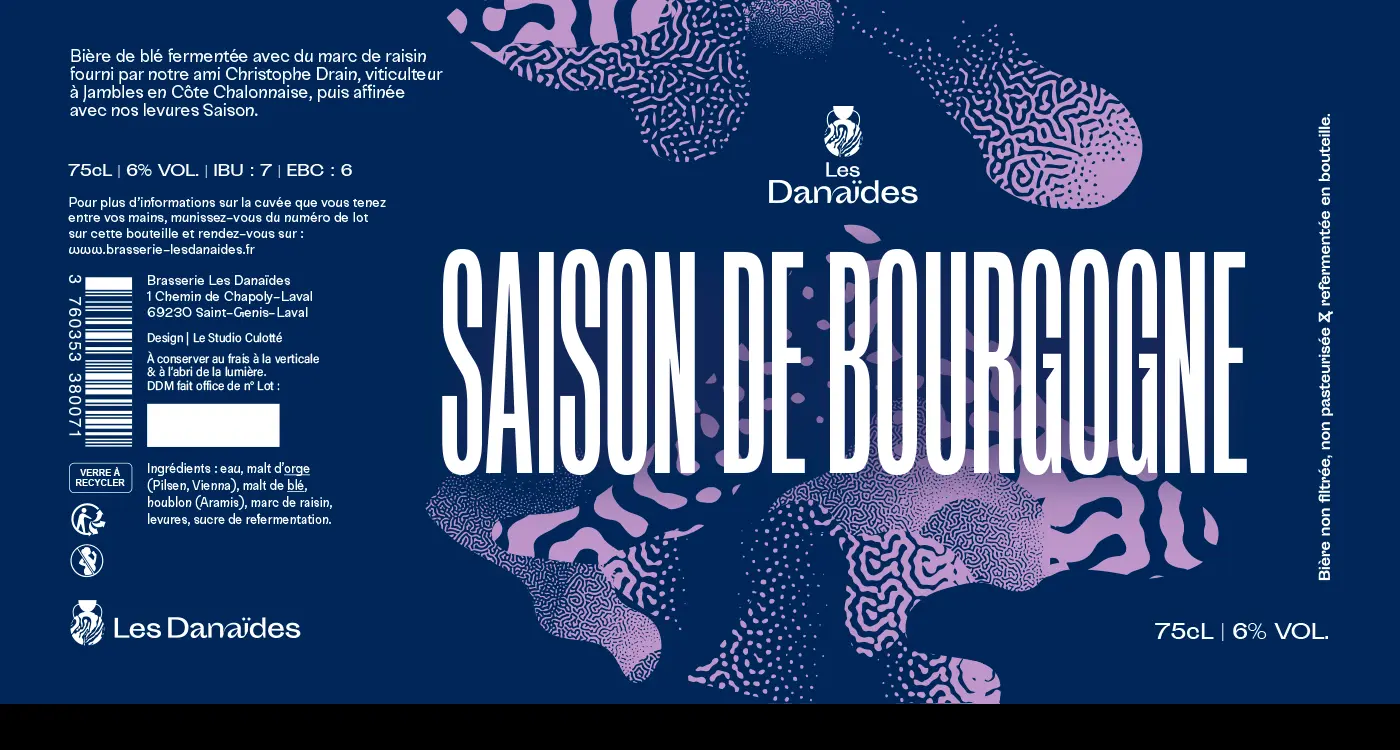 Bière de blé fermentée avec du marc de raisin
fourni par notre ami Christophe Drain, viticulteur
à Jambles en Côte Chalonnaise, puis affinée
avec nos levures Saison.
75cL | 6% VOL. | IBU : 7 | EBC : 6
Pour plus d'informations sur la cuvée que vous tenez
entre vos mains, munissez-vous du numéro de lot
sur cette bouteille et rendez-vous sur :
www.brasserie-lesdanaides.fr
3 760353 380071
Brasserie Les Danaïdes
1 Chemin de Chapoly-Laval
69230 Saint-Genis-Laval
Design | Le Studio Culotté
À conserver au frais à la verticale
& à l'abri de la lumière.
DDM fait office de n° Lot :
VERRE À
RECYCLER
Ingrédients : eau, malt d'orge
(Pilsen, Vienna), malt de blé,
houblon (Aramis), marc de raisin,
levures, sucre de refermentation.
Les Danaïdes
Les
Danaïdes
SAISON DE BOURGOGNE
75cL | 6% VOL.
Bière non filtrée, non pasteurisée & refermentée en bouteille.